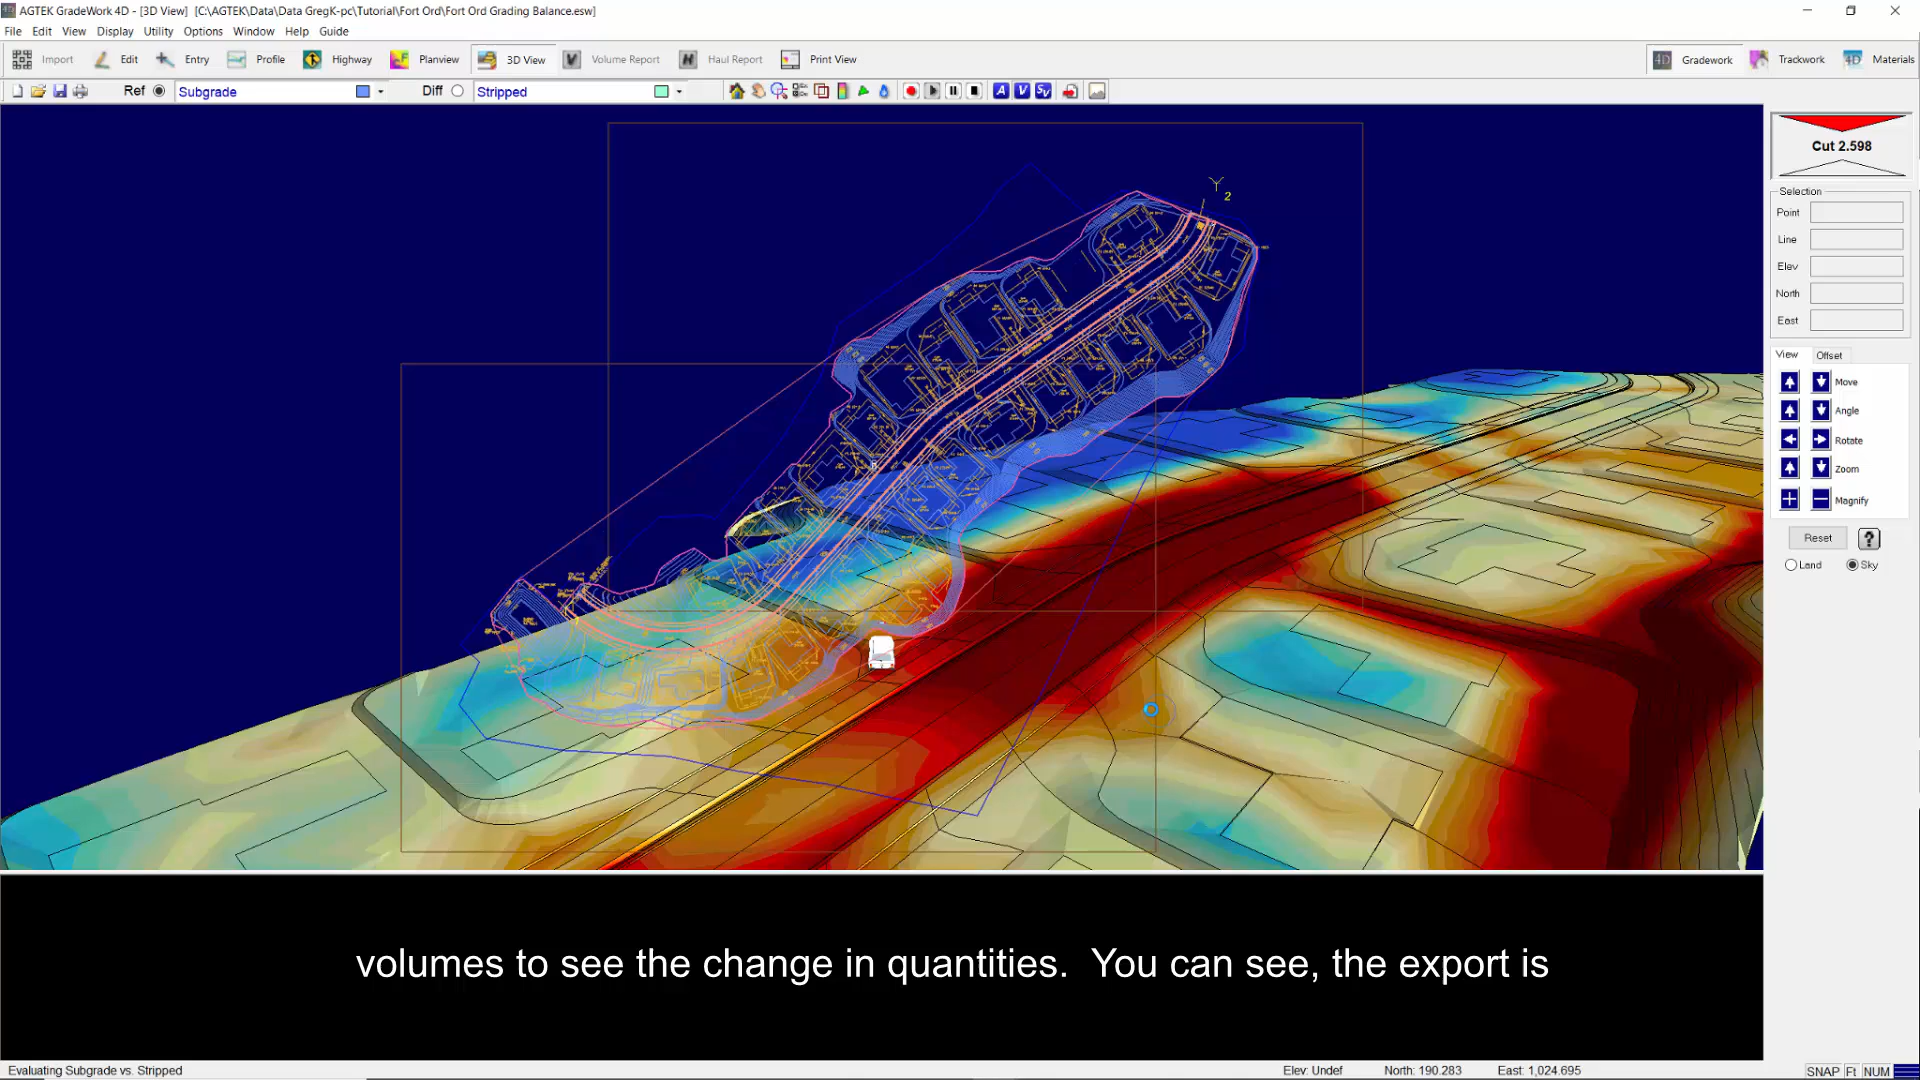 AGTEK GradeWork 4D - [3D View]   [C:\AGTEK\Data\Data GregK-pc\Tutorial\Fort Ord\Fort Ord Grading Balance.esw]
File Edit View Display Utility Options Window Help Guide
Import Edit Entry Profile Highway Planview 3D View Volume Report Haul Report Print View Gradework Trackwork Materials
Ref Subgrade Diff Stripped A V SV
Cut 2.598
Selection
Point
Line
Elev
North
East
View Offset
Move
Angle
Rotate
Zoom
Magnify
Reset ?
Land Sky
2
volumes to see the change in quantities.  You can see, the export is
Evaluating Subgrade vs. Stripped Elev: Undef North: 190.283 East: 1,024.695 SNAP Ft NUM